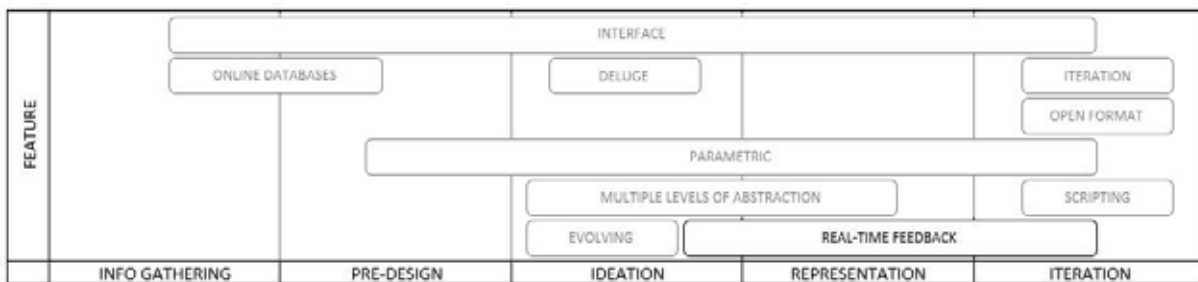 FEATURE
INTERFACE
ONLINE DATABASES
DELUGE
ITERATION
OPEN FORMAT
PARAMETRIC
MULTIPLE LEVELS OF ABSTRACTION
SCRIPTING
EVOLVING
REAL-TIME FEEDBACK
INFO GATHERING
PRE-DESIGN
IDEATION
REPRESENTATION
ITERATION